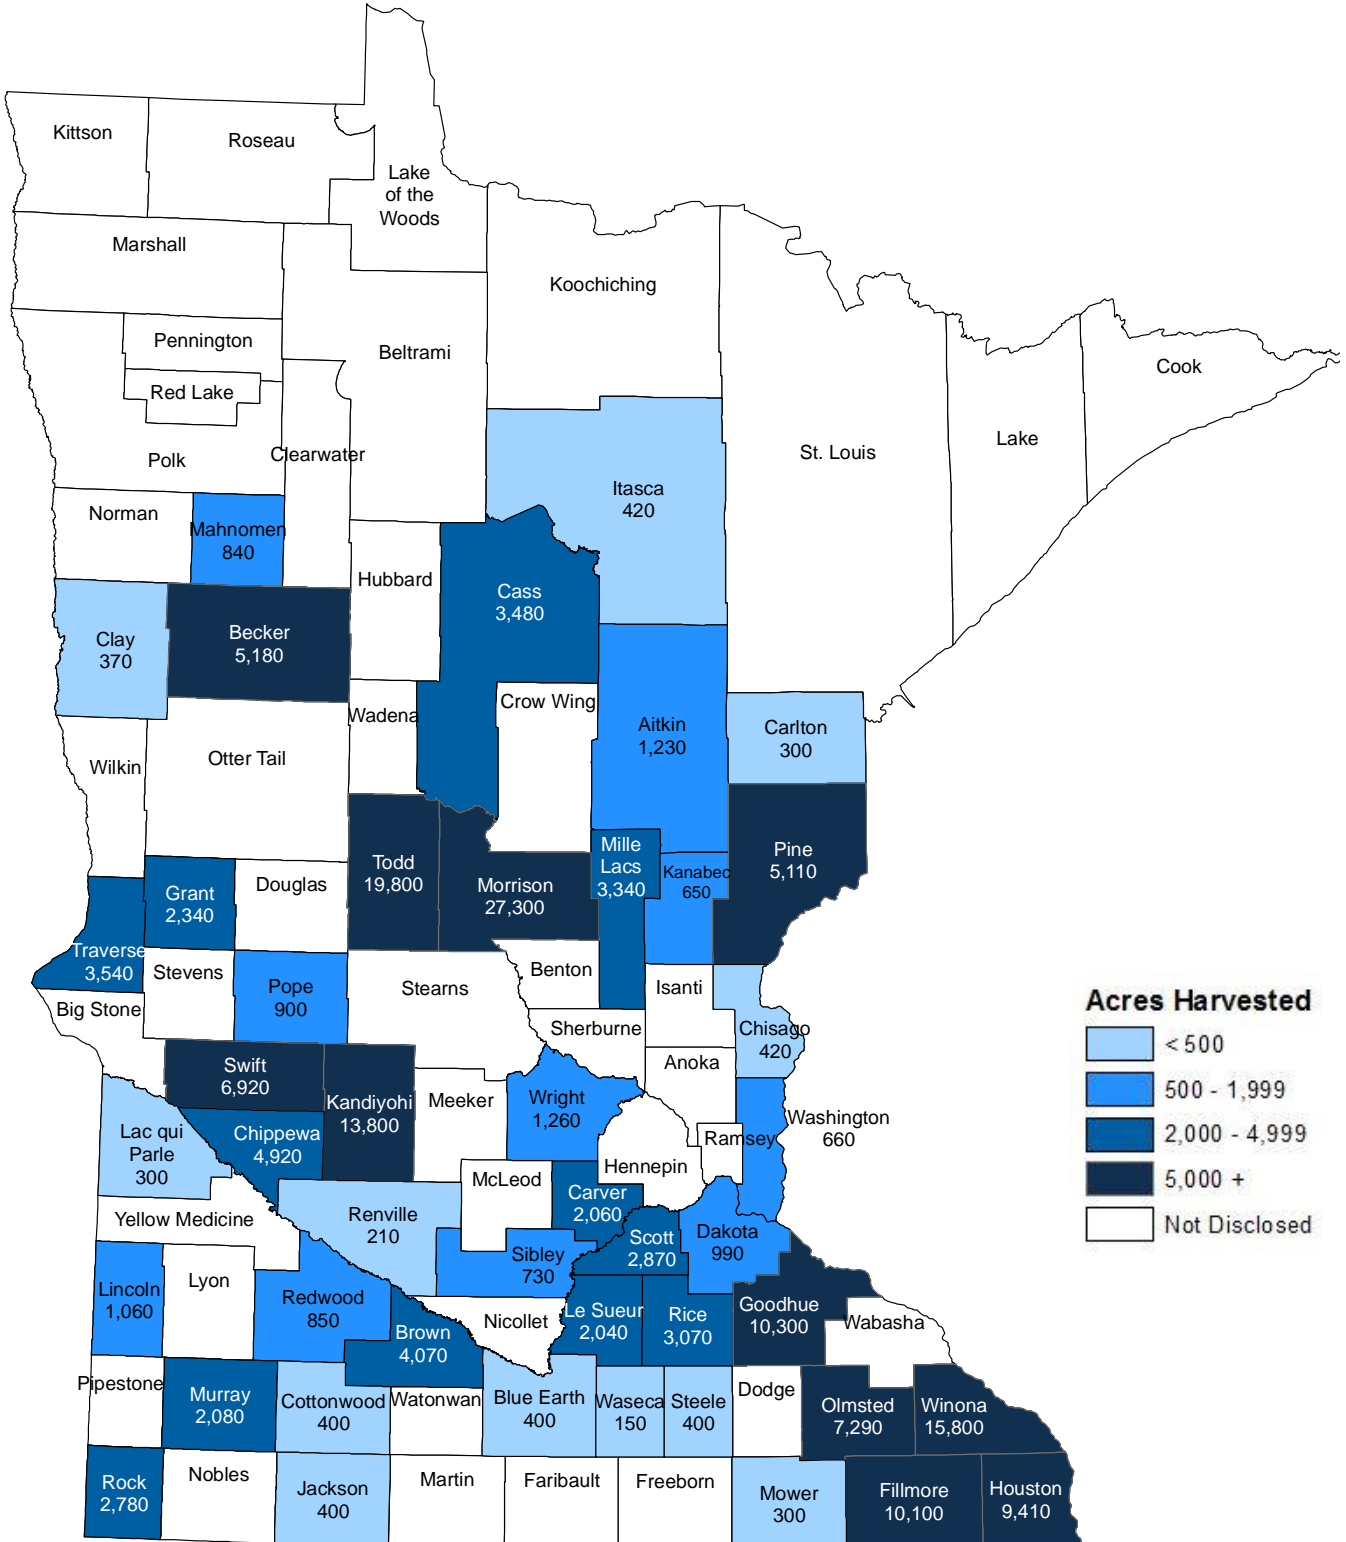 Kittson
Roseau
Lake
of the
Woods
Marshall
Koochiching
Pennington
Beltrami
Cook
Red Lake
Lake
St. Louis
Clearwater
Polk
Itasca
420
Norman
Mahnomen
840
Hubbard
Cass
3,480
Clay
370
Becker
5,180
Crow Wing
Wadena
Aitkin
1,230
Carlton
300
Otter Tail
Wilkin
Mille
Lacs
3,340
Pine
5,110
Todd
19,800
Kanabec
650
Morrison
27,300
Douglas
Grant
2,340
Traverse
3,540
Stevens
Benton
Pope
900
Stearns
Isanti
Big Stone
Sherburne
Chisago
420
Acres Harvested
< 500
500 - 1,999
2,000 - 4,999
5,000 +
Not Disclosed
Anoka
Swift
6,920
Kandiyohi
13,800
Meeker
Wright
1,260
Washington
660
Lac qui
Parle
300
Chippewa
4,920
Ramsey
Hennepin
McLeod
Carver
2,060
Yellow Medicine
Renville
210
Dakota
990
Scott
2,870
Sibley
730
Lyon
Lincoln
1,060
Redwood
850
Le Sueur
2,040
Rice
3,070
Goodhue
10,300
Nicollet
Wabasha
Brown
4,070
Pipestone
Murray
2,080
Cottonwood
400
Watonwan
Blue Earth
400
Waseca
150
Steele
400
Dodge
Olmsted
7,290
Winona
15,800
Rock
2,780
Nobles
Jackson
400
Martin
Faribault
Freeborn
Mower
300
Fillmore
10,100
Houston
9,410